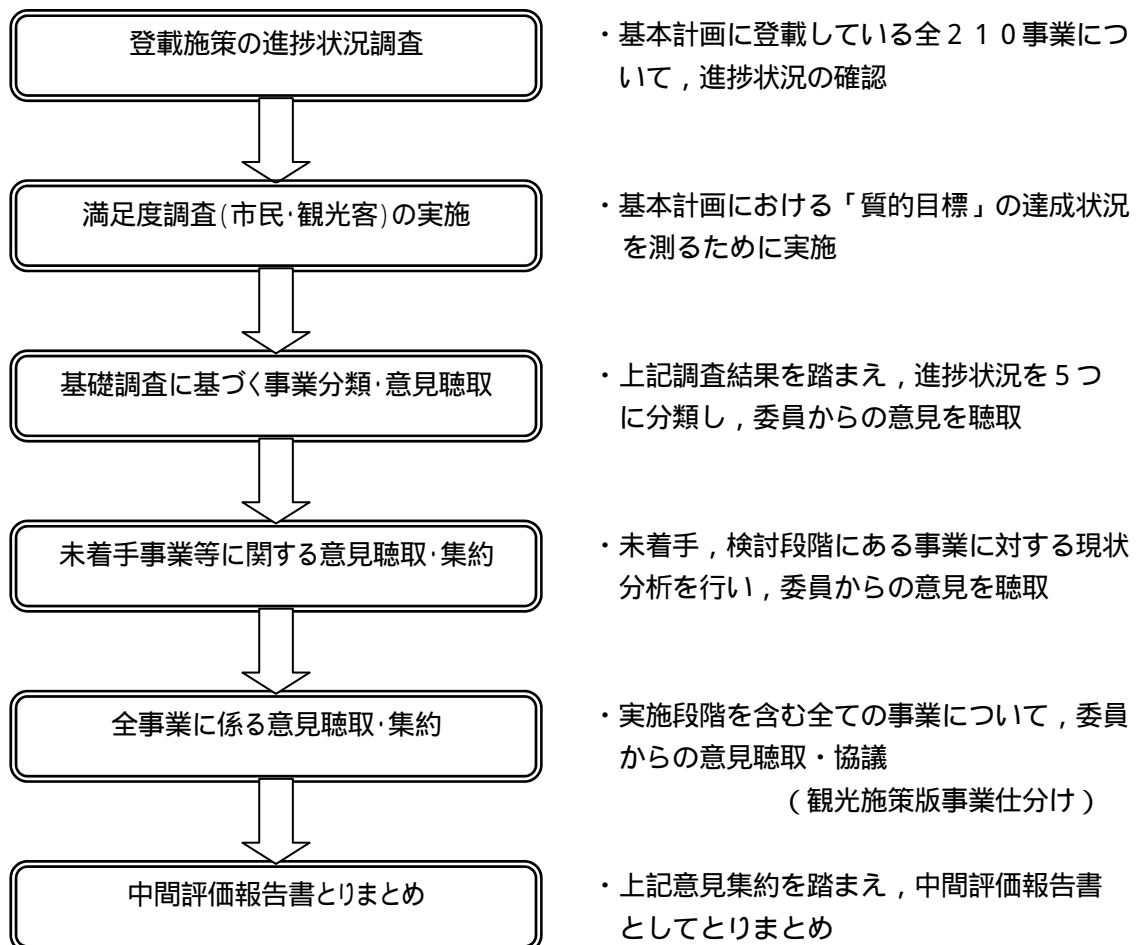 登載施策の進捗状況調査
・基本計画に登載している全２１０事業につ
いて，進捗状況の確認
満足度調査(市民･観光客)の実施
・基本計画における「質的目標」の達成状況
を測るために実施
基礎調査に基づく事業分類･意見聴取
・上記調査結果を踏まえ，進捗状況を５つ
に分類し，委員からの意見を聴取
未着手事業等に関する意見聴取･集約
・未着手，検討段階にある事業に対する現状
分析を行い，委員からの意見を聴取
全事業に係る意見聴取･集約
・実施段階を含む全ての事業について，委員
からの意見聴取・協議
（観光施策版事業仕分け）
中間評価報告書とりまとめ
・上記意見集約を踏まえ，中間評価報告書
としてとりまとめ